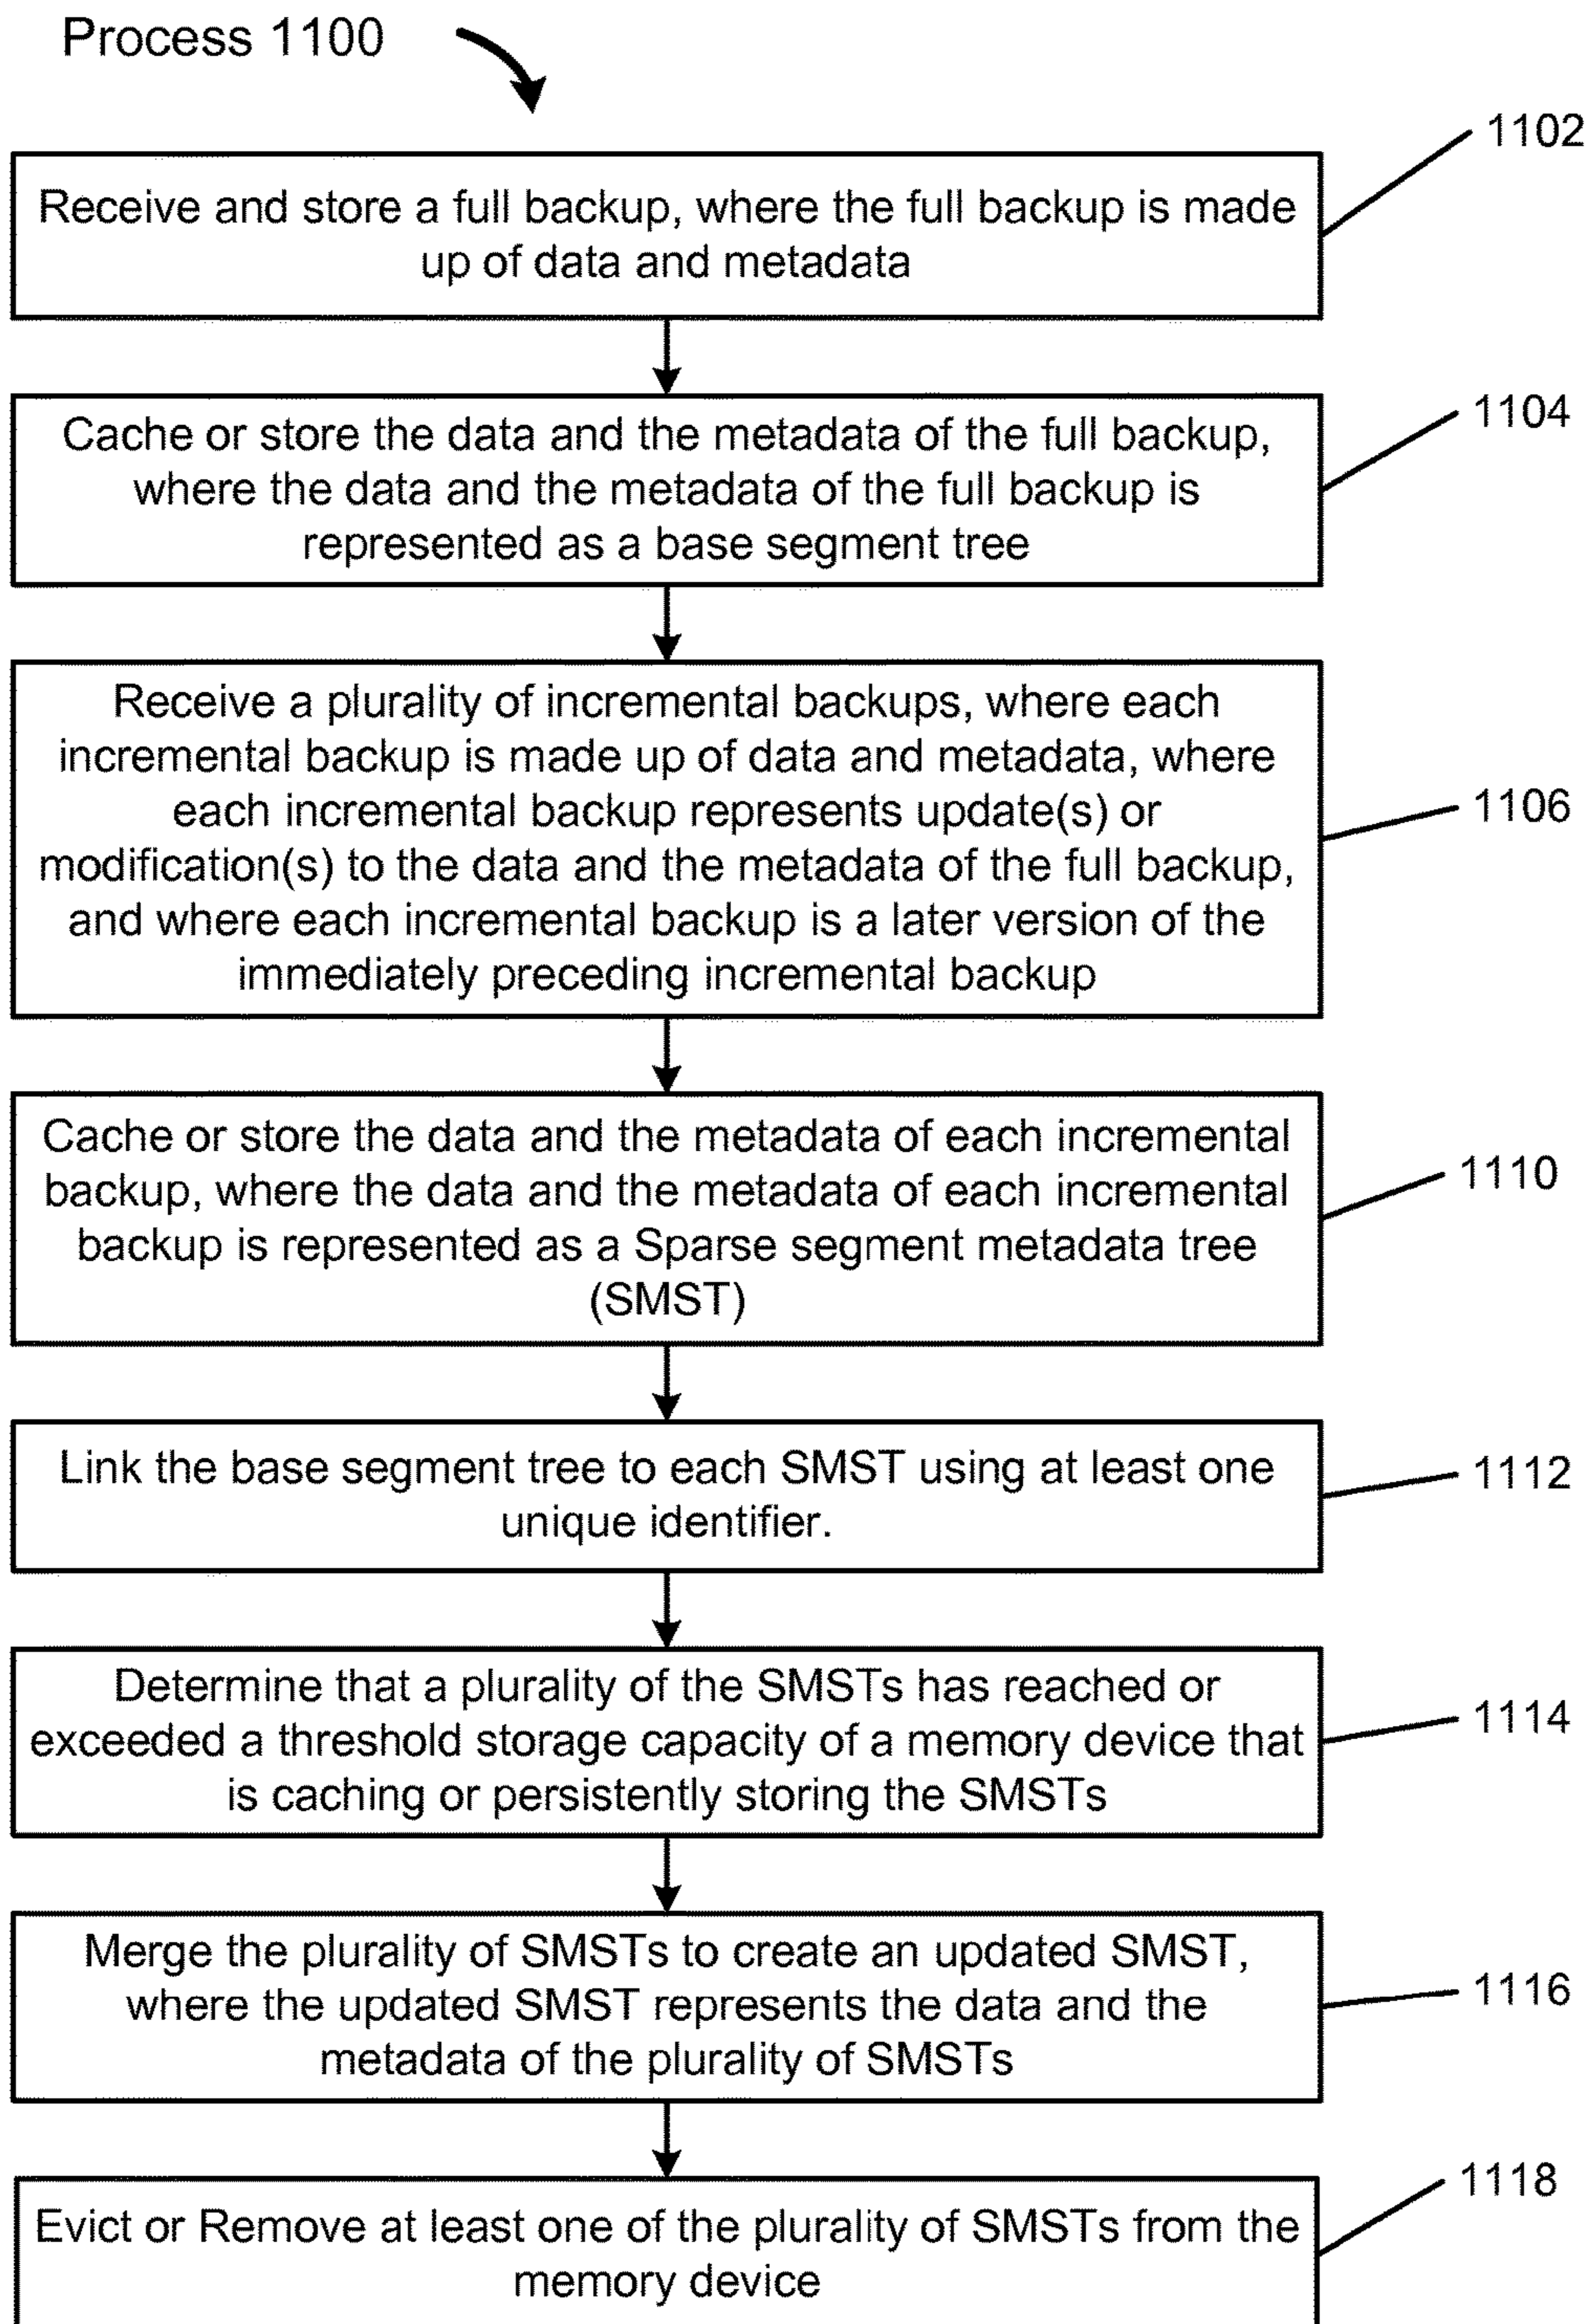 Process 1100
1102
Receive and store a full backup, where the full backup is made
up of data and metadata
1104
Cache or store the data and the metadata of the full backup,
where the data and the metadata of the full backup is
represented as a base segment tree
Receive a plurality of incremental backups, where each
incremental backup is made up of data and metadata, where
each incremental backup represents update(s) or
1106
modification(s) to the data and the metadata of the full backup,
and where each incremental backup is a later version of the
immediately preceding incremental backup
Cache or store the data and the metadata of each incremental
1110
backup, where the data and the metadata of each incremental
backup is represented as a Sparse segment metadata tree
(SMST)
Link the base segment tree to each SMST using at least one
1112
unique identifier.
Determine that a plurality of the SMSTs has reached or
1114
exceeded a threshold storage capacity of a memory device that
is caching or persistently storing the SMSTs
Merge the plurality of SMSTs to create an updated SMST,
1116
where the updated SMST represents the data and the
metadata of the plurality of SMSTs
1118
Evict or Remove at least one of the plurality of SMSTs from the
memory device